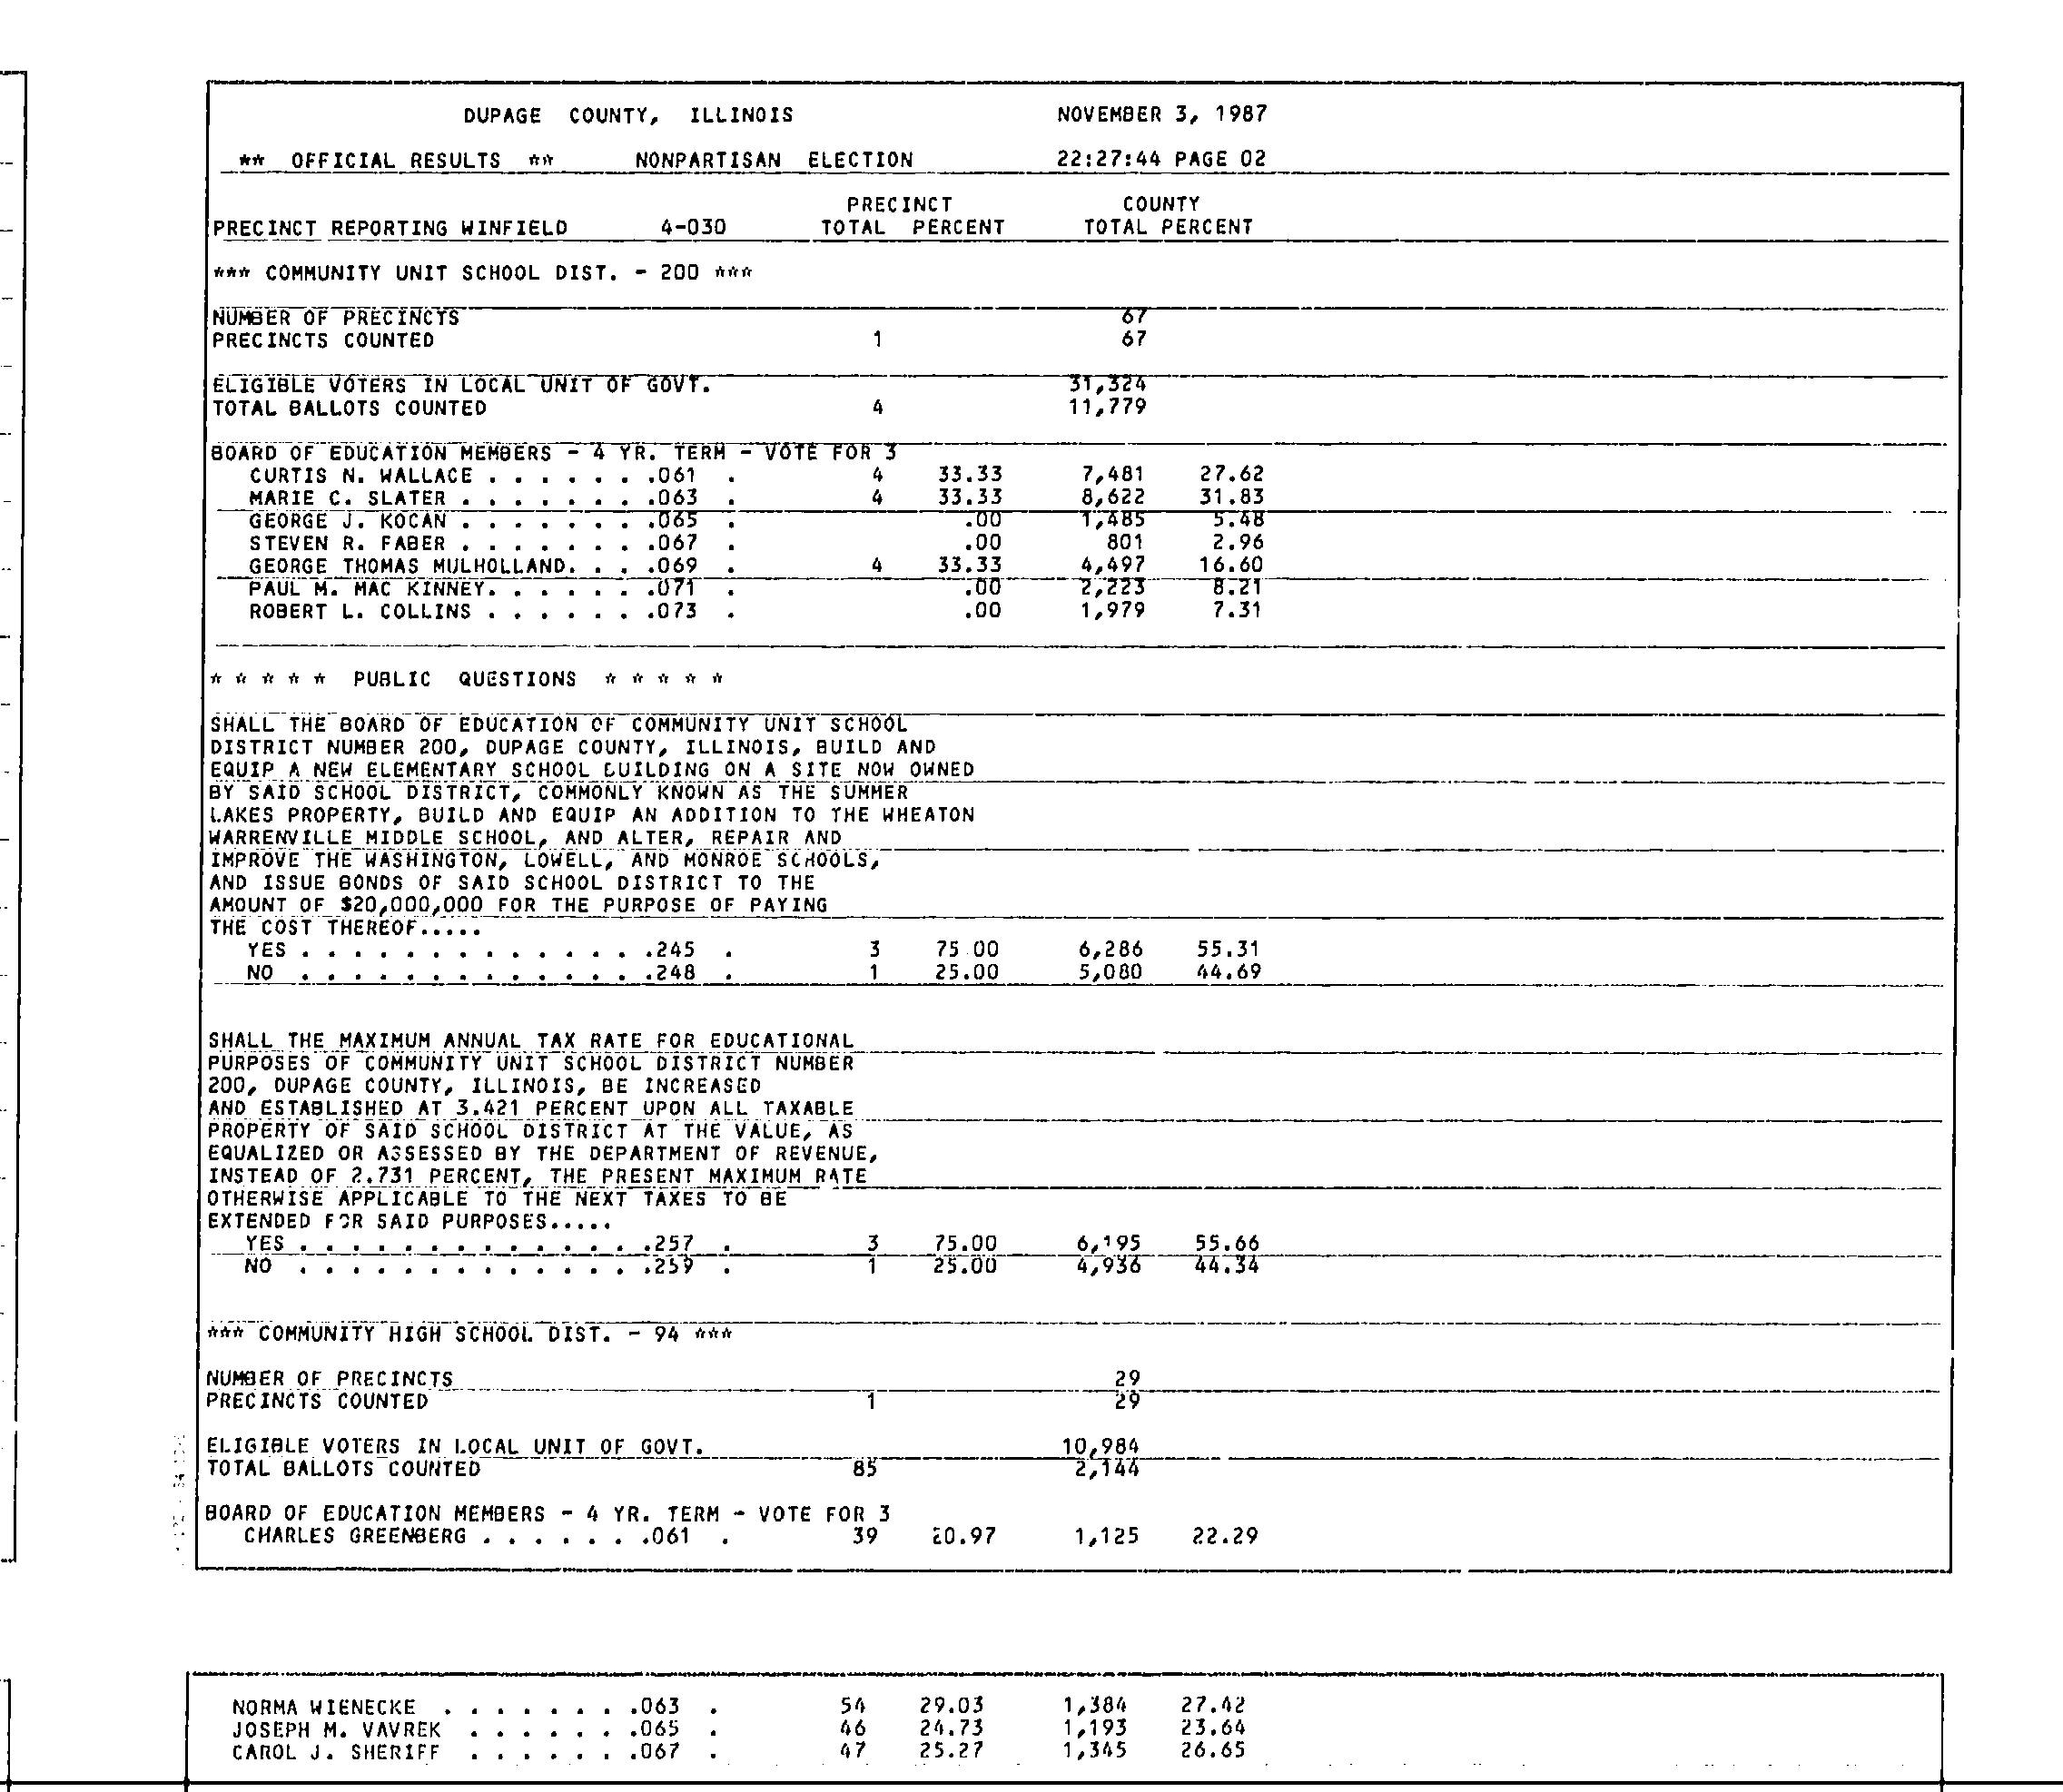 DUPAGE COUNTY, ILLINOIS NOVEMBER 3, 1987
** OFFICIAL RESULTS ** NONPARTISAN ELECTION 22:27:44 PAGE 02
PRECINCT COUNTY
PRECINCT REPORTING WINFIELD 4-030 TOTAL PERCENT TOTAL PERCENT
*** COMMUNITY UNIT SCHOOL DIST. - 200 ***
NUMBER OF PRECINCTS 67
PRECINCTS COUNTED 1 67
ELIGIBLE VOTERS IN LOCAL UNIT OF GOVT. 31,324
TOTAL BALLOTS COUNTED 4 11,779
BOARD OF EDUCATION MEMBERS - 4 YR. TERM - VOTE FOR 3
CURTIS N. WALLACE . . . . . . .061 . 4 33.33 7,481 27.62
MARIE C. SLATER . . . . . . . .063 . 4 33.33 8,622 31.83
GEORGE J. KOCAN . . . . . . . .065 . .00 1,485 5.48
STEVEN R. FABER . . . . . . . .067 . .00 801 2.96
GEORGE THOMAS MULHOLLAND. . . .069 . 4 33.33 4,497 16.60
PAUL M. MAC KINNEY. . . . . . .071 . .00 2,223 8.21
ROBERT L. COLLINS . . . . . . .073 . .00 1,979 7.31
* * * * * PUBLIC QUESTIONS * * * * *
SHALL THE BOARD OF EDUCATION OF COMMUNITY UNIT SCHOOL
DISTRICT NUMBER 200, DUPAGE COUNTY, ILLINOIS, BUILD AND
EQUIP A NEW ELEMENTARY SCHOOL BUILDING ON A SITE NOW OWNED
BY SAID SCHOOL DISTRICT, COMMONLY KNOWN AS THE SUMMER
LAKES PROPERTY, BUILD AND EQUIP AN ADDITION TO THE WHEATON
WARRENVILLE MIDDLE SCHOOL, AND ALTER, REPAIR AND
IMPROVE THE WASHINGTON, LOWELL, AND MONROE SCHOOLS,
AND ISSUE BONDS OF SAID SCHOOL DISTRICT TO THE
AMOUNT OF $20,000,000 FOR THE PURPOSE OF PAYING
THE COST THEREOF.....
YES . . . . . . . . . . . . . .245 . 3 75.00 6,286 55.31
NO . . . . . . . . . . . . . .248 . 1 25.00 5,080 44.69
SHALL THE MAXIMUM ANNUAL TAX RATE FOR EDUCATIONAL
PURPOSES OF COMMUNITY UNIT SCHOOL DISTRICT NUMBER
200, DUPAGE COUNTY, ILLINOIS, BE INCREASED
AND ESTABLISHED AT 3.421 PERCENT UPON ALL TAXABLE
PROPERTY OF SAID SCHOOL DISTRICT AT THE VALUE, AS
EQUALIZED OR ASSESSED BY THE DEPARTMENT OF REVENUE,
INSTEAD OF 2.731 PERCENT, THE PRESENT MAXIMUM RATE
OTHERWISE APPLICABLE TO THE NEXT TAXES TO BE
EXTENDED FOR SAID PURPOSES.....
YES . . . . . . . . . . . . . .257 . 3 75.00 6,195 55.66
NO . . . . . . . . . . . . . .259 . 1 25.00 4,936 44.34
*** COMMUNITY HIGH SCHOOL DIST. - 94 ***
NUMBER OF PRECINCTS 29
PRECINCTS COUNTED 1 29
ELIGIBLE VOTERS IN LOCAL UNIT OF GOVT. 10,984
TOTAL BALLOTS COUNTED 85 2,144
BOARD OF EDUCATION MEMBERS - 4 YR. TERM - VOTE FOR 3
CHARLES GREENBERG . . . . . . .061 . 39 20.97 1,125 22.29
NORMA WIENECKE . . . . . . . .063 . 54 29.03 1,384 27.42
JOSEPH M. VAVREK . . . . . . .065 . 46 24.73 1,193 23.64
CAROL J. SHERIFF . . . . . . .067 . 47 25.27 1,345 26.65